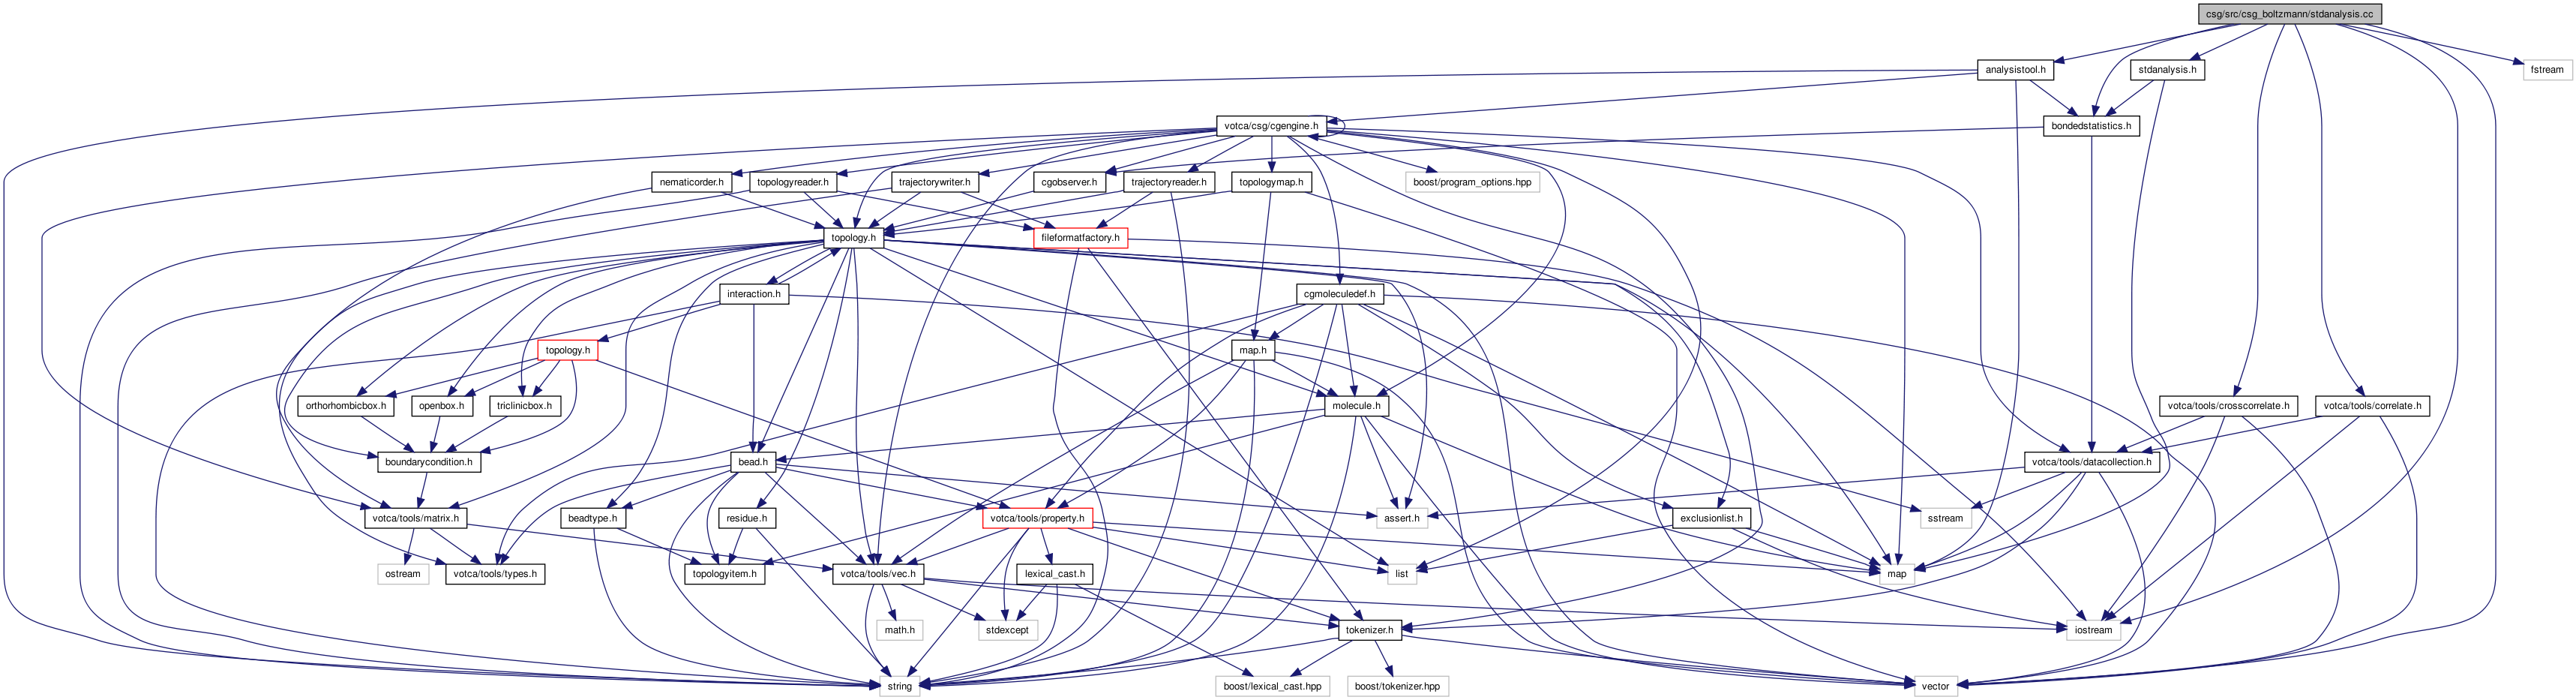 csg/src/csg_boltzmann/stdanalysis.cc
analysistool.h
stdanalysis.h
fstream
votca/csg/cgengine.h
bondedstatistics.h
nematicorder.h
topologyreader.h
trajectorywriter.h
cgobserver.h
trajectoryreader.h
topologymap.h
boost/program_options.hpp
topology.h
fileformatfactory.h
interaction.h
cgmoleculedef.h
topology.h
map.h
orthorhombicbox.h
openbox.h
triclinicbox.h
molecule.h
votca/tools/crosscorrelate.h
votca/tools/correlate.h
boundarycondition.h
bead.h
votca/tools/datacollection.h
votca/tools/matrix.h
beadtype.h
residue.h
votca/tools/property.h
assert.h
exclusionlist.h
sstream
ostream
votca/tools/types.h
topologyitem.h
votca/tools/vec.h
lexical_cast.h
list
map
math.h
stdexcept
tokenizer.h
iostream
string
boost/lexical_cast.hpp
boost/tokenizer.hpp
vector